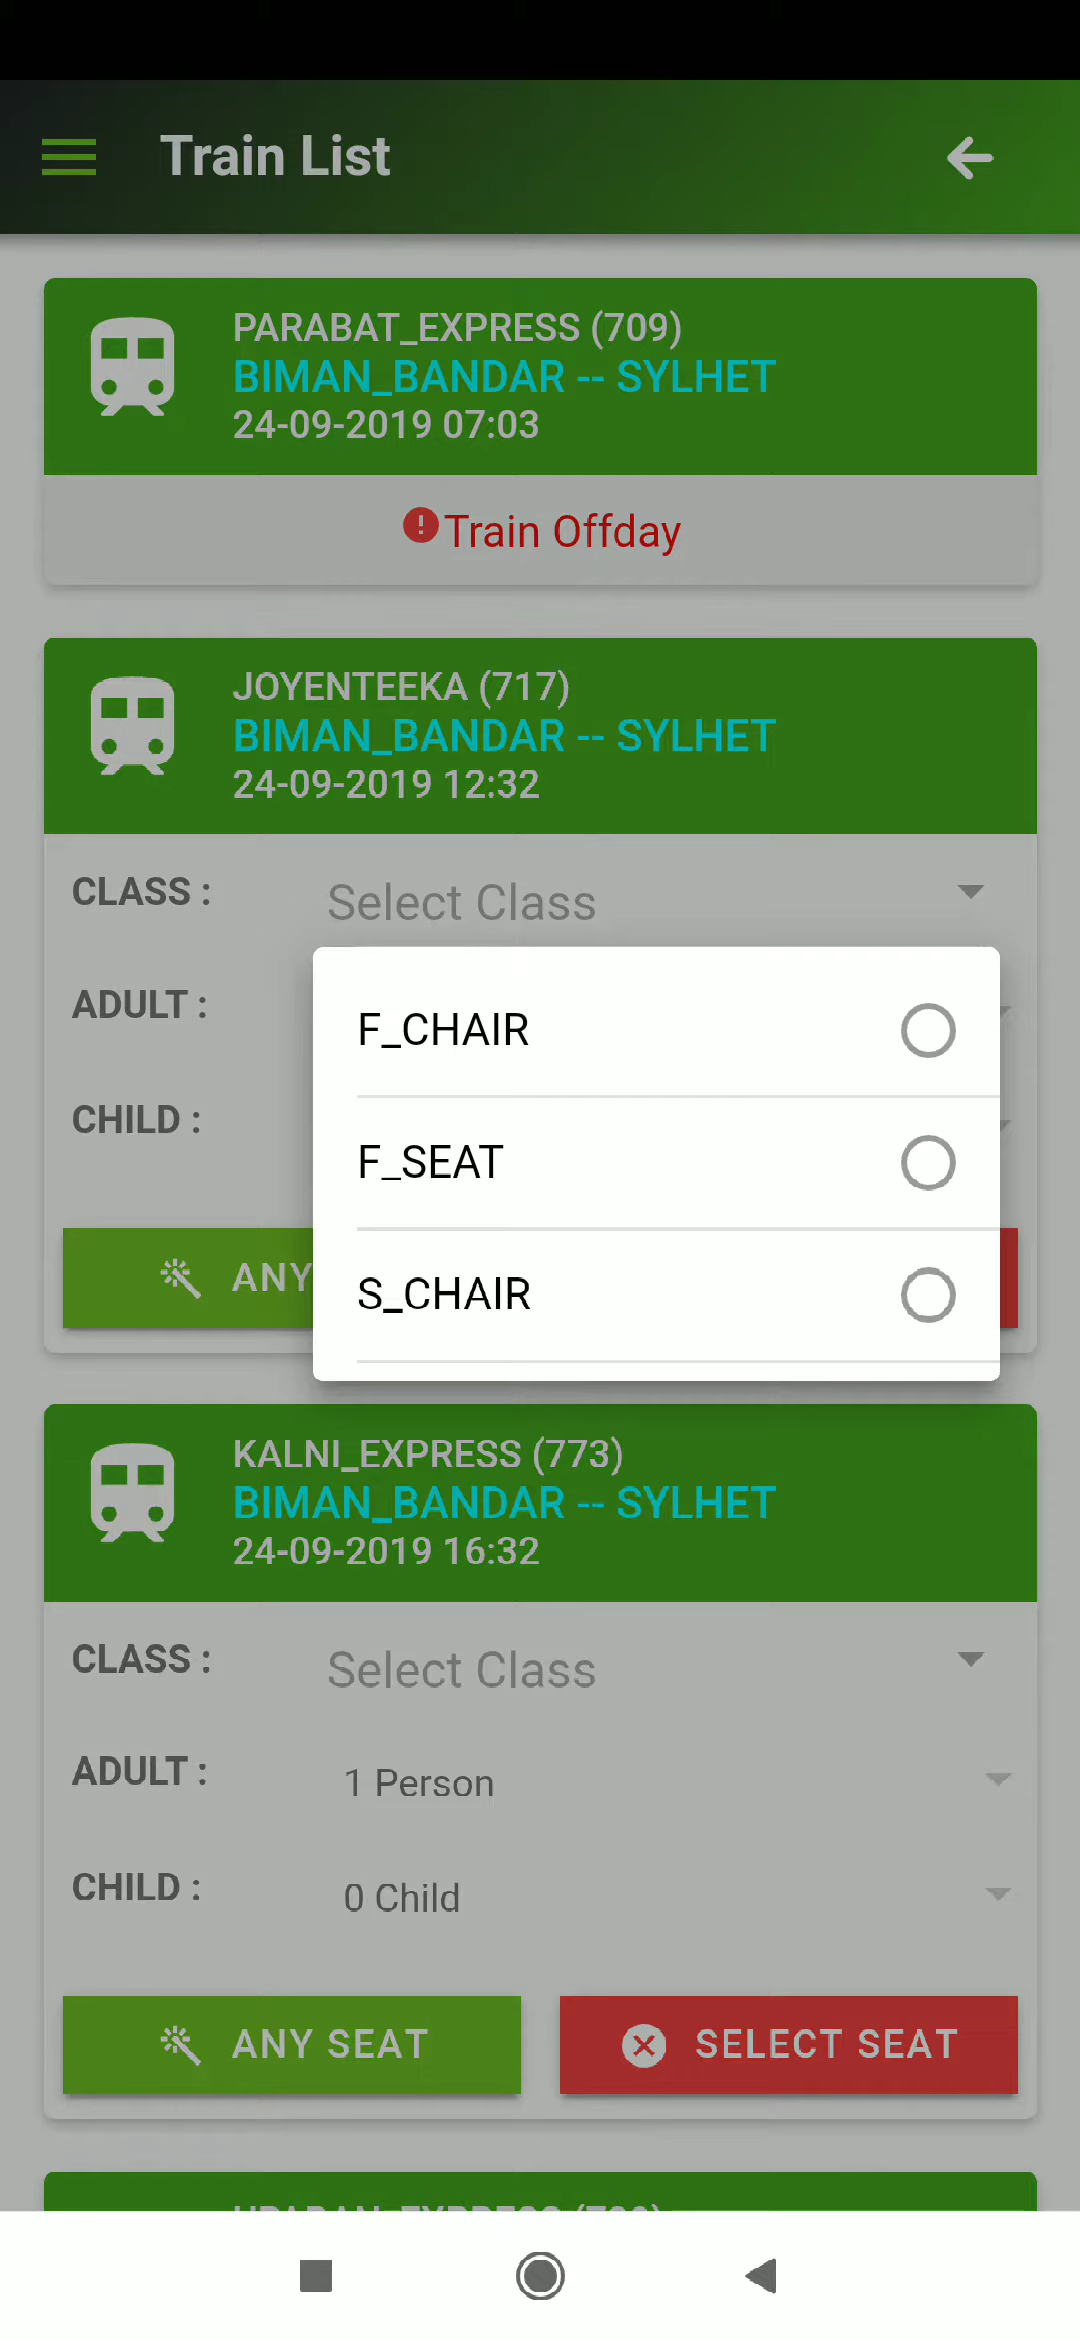 Train List
PARABAT_EXPRESS (709)
BIMAN_BANDAR -- SYLHET
24-09-2019 07:03
Train Offday
JOYENTEEKA (717)
BIMAN_BANDAR -- SYLHET
24-09-2019 12:32
CLASS :
Select Class
ADULT :
CHILD :
F_CHAIR
F_SEAT
S_CHAIR
ANY
KALNI_EXPRESS (773)
BIMAN_BANDAR -- SYLHET
24-09-2019 16:32
CLASS :
Select Class
ADULT :
1 Person
CHILD :
0 Child
ANY SEAT
SELECT SEAT